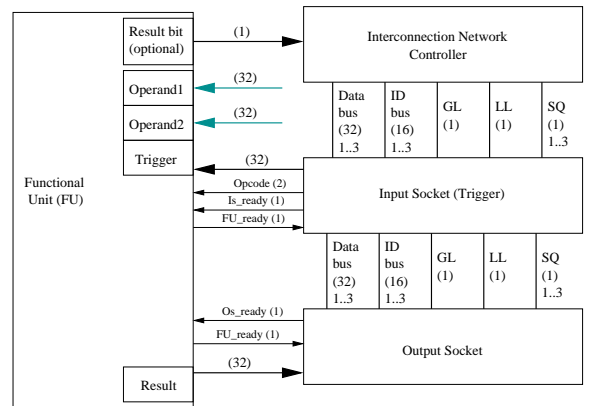 Result bit
(optional)
(1)
Interconnection Network
Controller
Operand1
(32)
Operand2
(32)
Data
bus
(32)
1..3
ID
bus
(16)
1..3
GL
(1)
LL
(1)
SQ
(1)
1..3
Trigger
(32)
Functional
Unit (FU)
Opcode (2)
Is_ready (1)
FU_ready (1)
Input Socket (Trigger)
Data
bus
(32)
1..3
ID
bus
(16)
1..3
GL
(1)
LL
(1)
SQ
(1)
1..3
Os_ready (1)
FU_ready (1)
(32)
Output Socket
Result